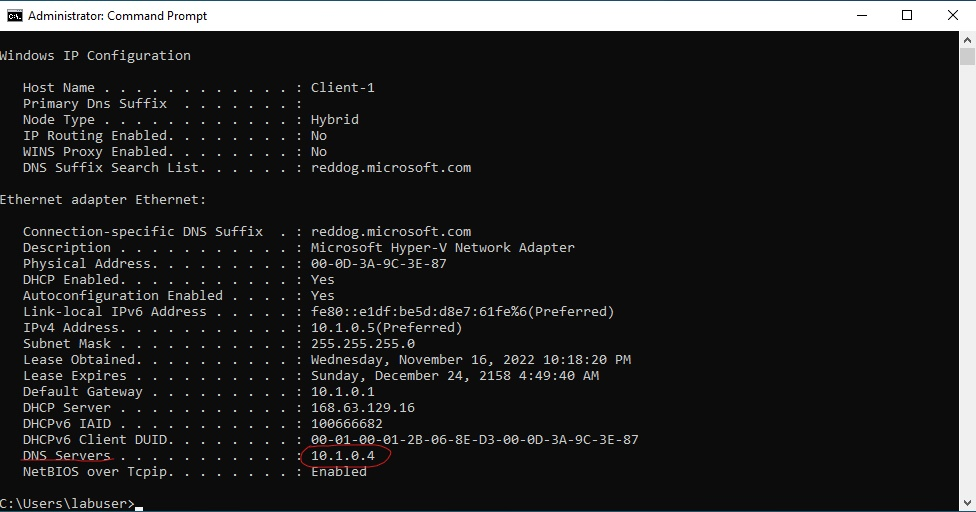 Administrator: Command Prompt
Windows IP Configuration
Host Name . . . . . . . . . . . . : Client-1
Primary Dns Suffix  . . . . . . . :
Node Type . . . . . . . . . . . . : Hybrid
IP Routing Enabled. . . . . . . . : No
WINS Proxy Enabled. . . . . . . . : No
DNS Suffix Search List. . . . . . : reddog.microsoft.com
Ethernet adapter Ethernet:
Connection-specific DNS Suffix  . : reddog.microsoft.com
Description . . . . . . . . . . . : Microsoft Hyper-V Network Adapter
Physical Address. . . . . . . . . : 00-0D-3A-9C-3E-87
DHCP Enabled. . . . . . . . . . . : Yes
Autoconfiguration Enabled . . . . : Yes
Link-local IPv6 Address . . . . . : fe80::e1df:be5d:d8e7:61fe%6(Preferred)
IPv4 Address. . . . . . . . . . . : 10.1.0.5(Preferred)
Subnet Mask . . . . . . . . . . . : 255.255.255.0
Lease Obtained. . . . . . . . . . : Wednesday, November 16, 2022 10:18:20 PM
Lease Expires . . . . . . . . . . : Sunday, December 24, 2158 4:49:40 AM
Default Gateway . . . . . . . . . : 10.1.0.1
DHCP Server . . . . . . . . . . . : 168.63.129.16
DHCPv6 IAID . . . . . . . . . . . : 100666682
DHCPv6 Client DUID. . . . . . . . : 00-01-00-01-2B-06-8E-D3-00-0D-3A-9C-3E-87
DNS Servers . . . . . . . . . . . : 10.1.0.4
NetBIOS over Tcpip. . . . . . . . : Enabled
C:\Users\labuser>